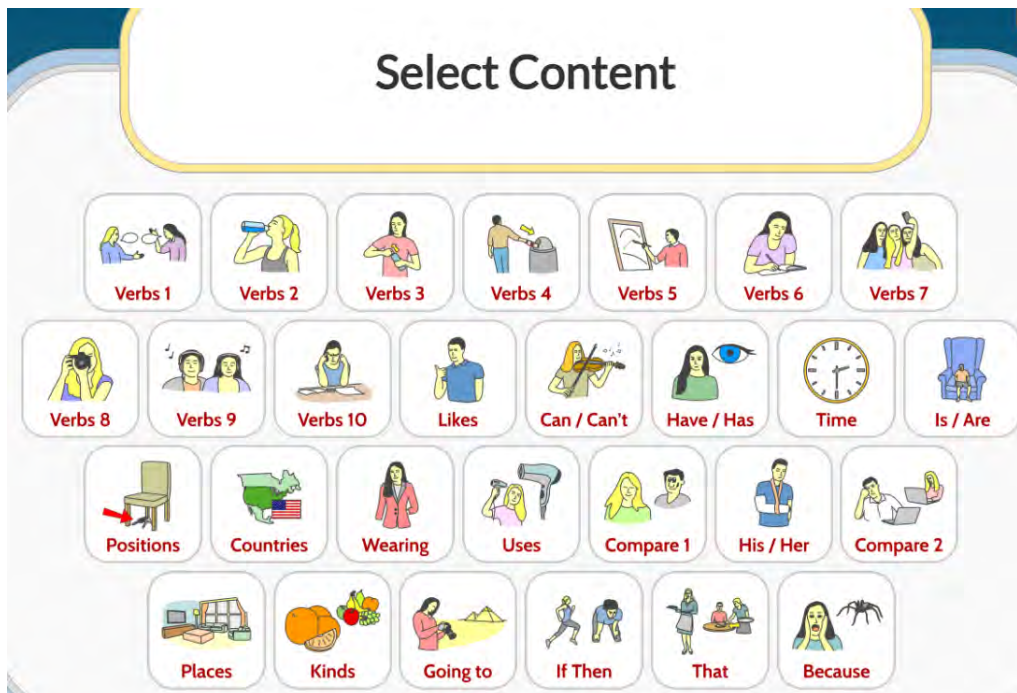 Select Content
Verbs 1 Verbs 2 Verbs 3 Verbs 4 Verbs 5 Verbs 6 Verbs 7
Verbs 8 Verbs 9 Verbs 10 Likes Can / Can't Have / Has Time Is / Are
Positions Countries Wearing Uses Compare 1 His / Her Compare 2
Places Kinds Going to If Then That Because